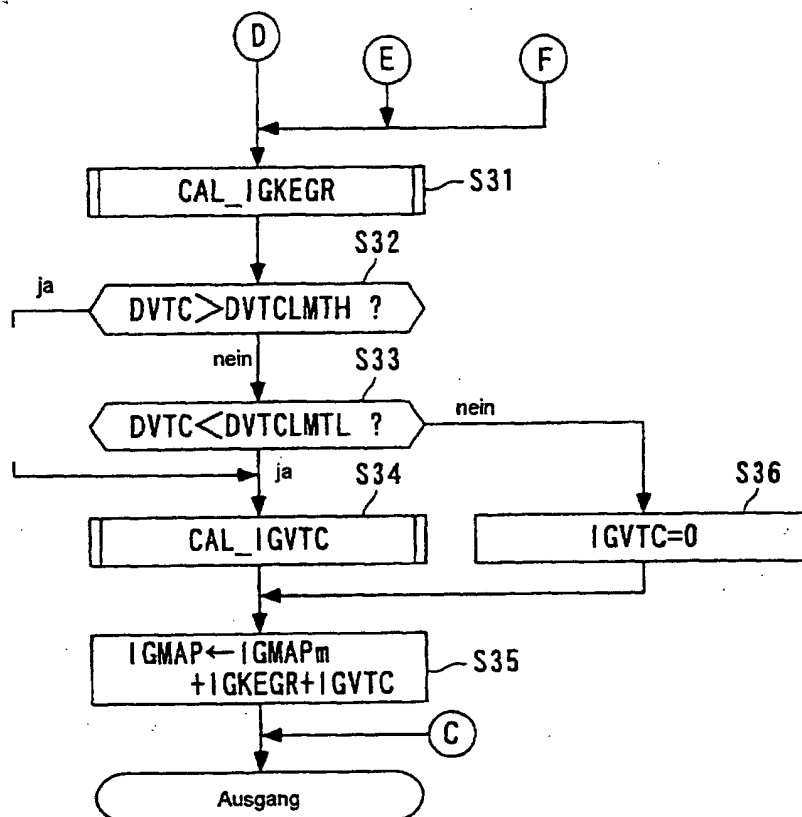 D
E
F
CAL_IGKEGR
S31
S32
ja
DVTC>DVTCLMTH ?
nein
S33
DVTC<DVTCLMTL ?
nein
ja
S34
S36
CAL_IGVTC
IGVTC=0
IGMAP←IGMAPm
+IGKEGR+IGVTC
S35
C
Ausgang